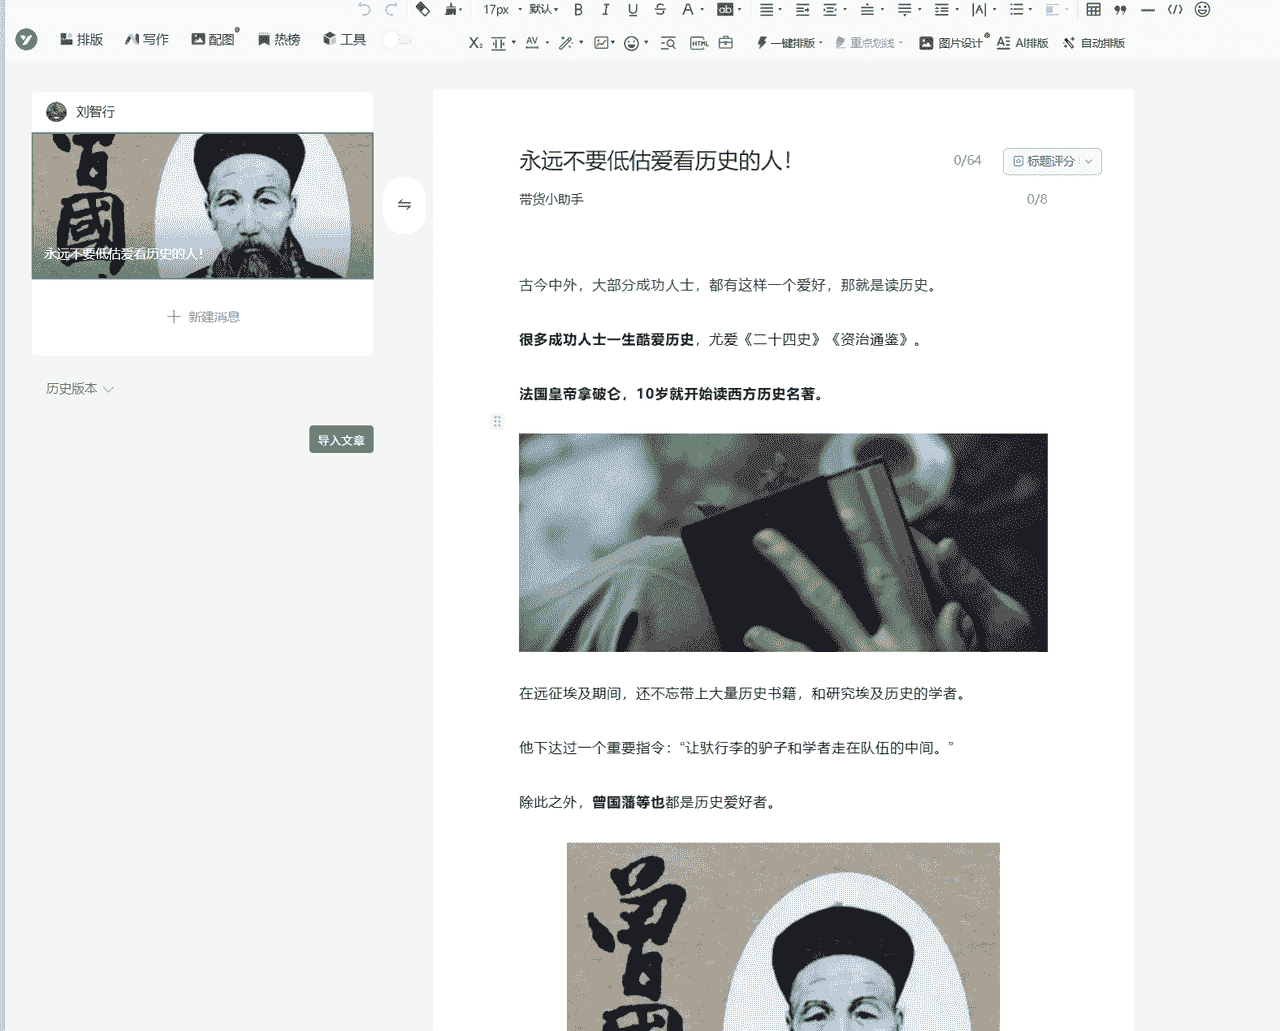 17px 默认 B I U S A ab
排版 写作 配图 热榜 工具
X₂ AV HTML 一键排版 重点划线 图片设计 AI排版 自动排版
刘智行
曾
國
永远不要低估爱看历史的人！
新建消息
历史版本
导入文章
永远不要低估爱看历史的人！
0/64
标题评分
带货小助手
0/8
古今中外，大部分成功人士，都有这样一个爱好，那就是读历史。
很多成功人士一生酷爱历史，尤爱《二十四史》《资治通鉴》。
法国皇帝拿破仑，10岁就开始读西方历史名著。
在远征埃及期间，还不忘带上大量历史书籍，和研究埃及历史的学者。
他下达过一个重要指令：“让驮行李的驴子和学者走在队伍的中间。”
除此之外，曾国藩等也都是历史爱好者。
曾
國